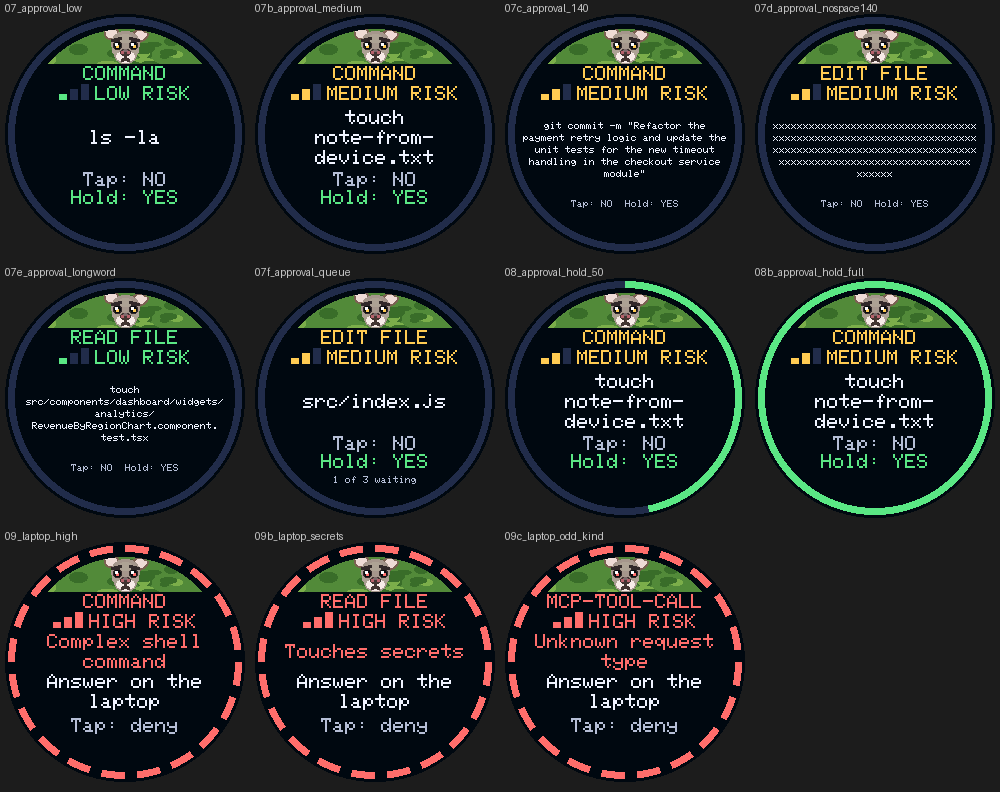 07_approval_low
COMMAND
LOW RISK
ls -la
Tap: NO
Hold: YES
07b_approval_medium
COMMAND
MEDIUM RISK
touch
note-from-
device.txt
Tap: NO
Hold: YES
07c_approval_140
COMMAND
MEDIUM RISK
git commit -m "Refactor the
payment retry logic and update the
unit tests for the new timeout
handling in the checkout service
module"
Tap: NO Hold: YES
07d_approval_nospace140
EDIT FILE
MEDIUM RISK
xxxxxxxxxxxxxxxxxxxxxxxxxxxxxxxxxx
xxxxxxxxxxxxxxxxxxxxxxxxxxxxxxxxxx
xxxxxxxxxxxxxxxxxxxxxxxxxxxxxxxxxx
xxxxxxxxxxxxxxxxxxxxxxxxxxxxxxxx
xxxxxx
Tap: NO Hold: YES
07e_approval_longword
READ FILE
LOW RISK
touch
src/components/dashboard/widgets/
analytics/
RevenueByRegionChart.component.
test.tsx
Tap: NO Hold: YES
07f_approval_queue
EDIT FILE
MEDIUM RISK
src/index.js
Tap: NO
Hold: YES
1 of 3 waiting
08_approval_hold_50
COMMAND
MEDIUM RISK
touch
note-from-
device.txt
Tap: NO
Hold: YES
08b_approval_hold_full
COMMAND
MEDIUM RISK
touch
note-from-
device.txt
Tap: NO
Hold: YES
09_laptop_high
COMMAND
HIGH RISK
Complex shell
command
Answer on the
laptop
Tap: deny
09b_laptop_secrets
READ FILE
HIGH RISK
Touches secrets
Answer on the
laptop
Tap: deny
09c_laptop_odd_kind
MCP-TOOL-CALL
HIGH RISK
Unknown request
type
Answer on the
laptop
Tap: deny